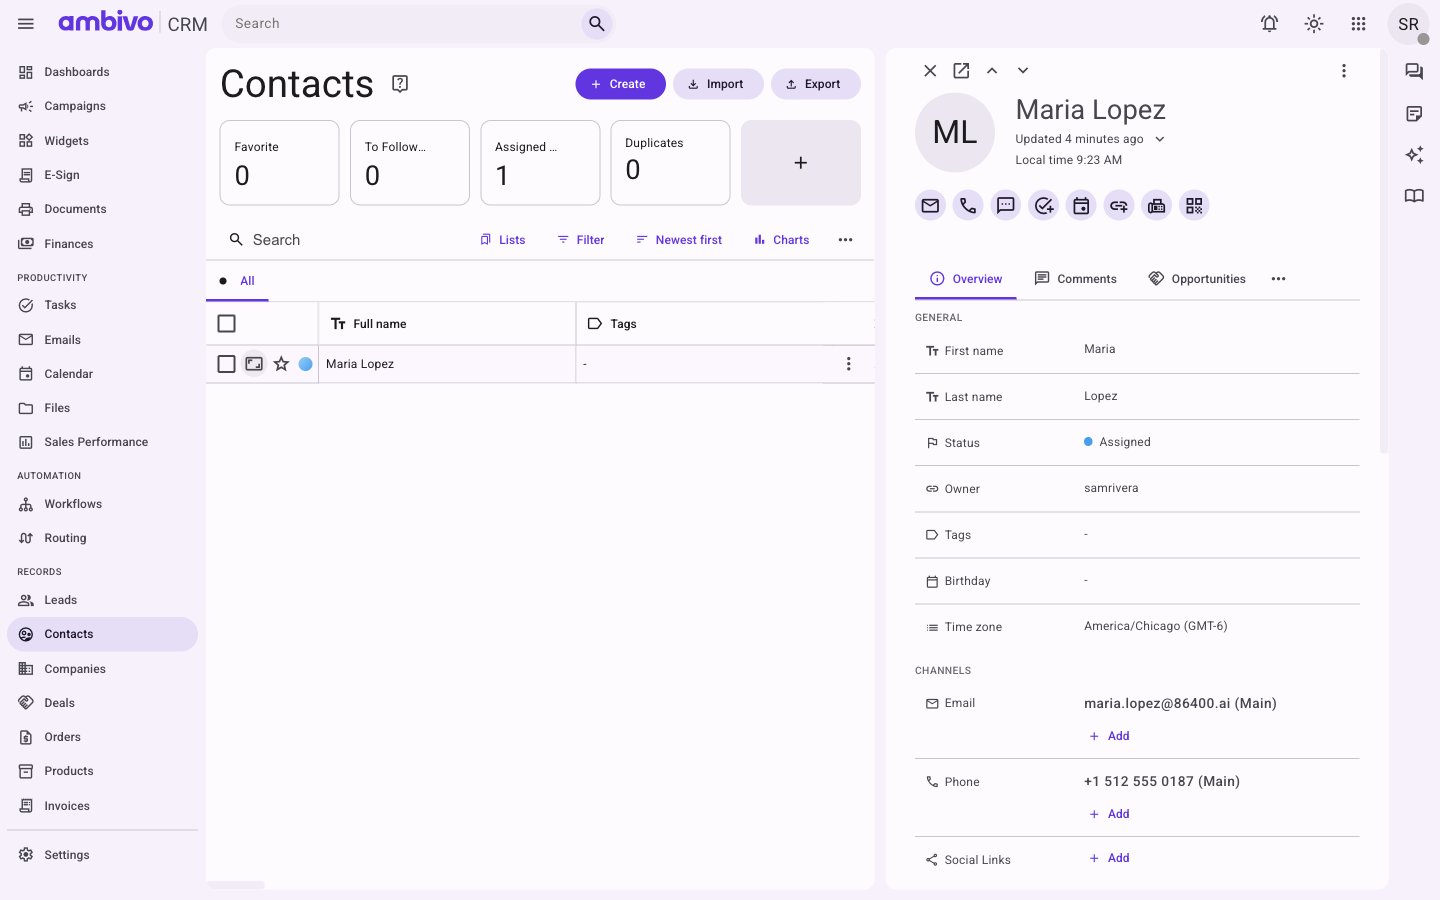 ambivo CRM
Search
SR
Dashboards
Campaigns
Widgets
E-Sign
Documents
Finances
PRODUCTIVITY
Tasks
Emails
Calendar
Files
Sales Performance
AUTOMATION
Workflows
Routing
RECORDS
Leads
Contacts
Companies
Deals
Orders
Products
Invoices
Settings
Contacts
Create
Import
Export
Favorite
0
To Follow...
0
Assigned ...
1
Duplicates
0
Search
Lists
Filter
Newest first
Charts
All
Full name
Tags
Maria Lopez
-
ML
Maria Lopez
Updated 4 minutes ago
Local time 9:23 AM
Overview
Comments
Opportunities
GENERAL
First name Maria
Last name Lopez
Status Assigned
Owner samrivera
Tags -
Birthday -
Time zone America/Chicago (GMT-6)
CHANNELS
Email maria.lopez@86400.ai (Main)
+ Add
Phone +1 512 555 0187 (Main)
+ Add
Social Links + Add